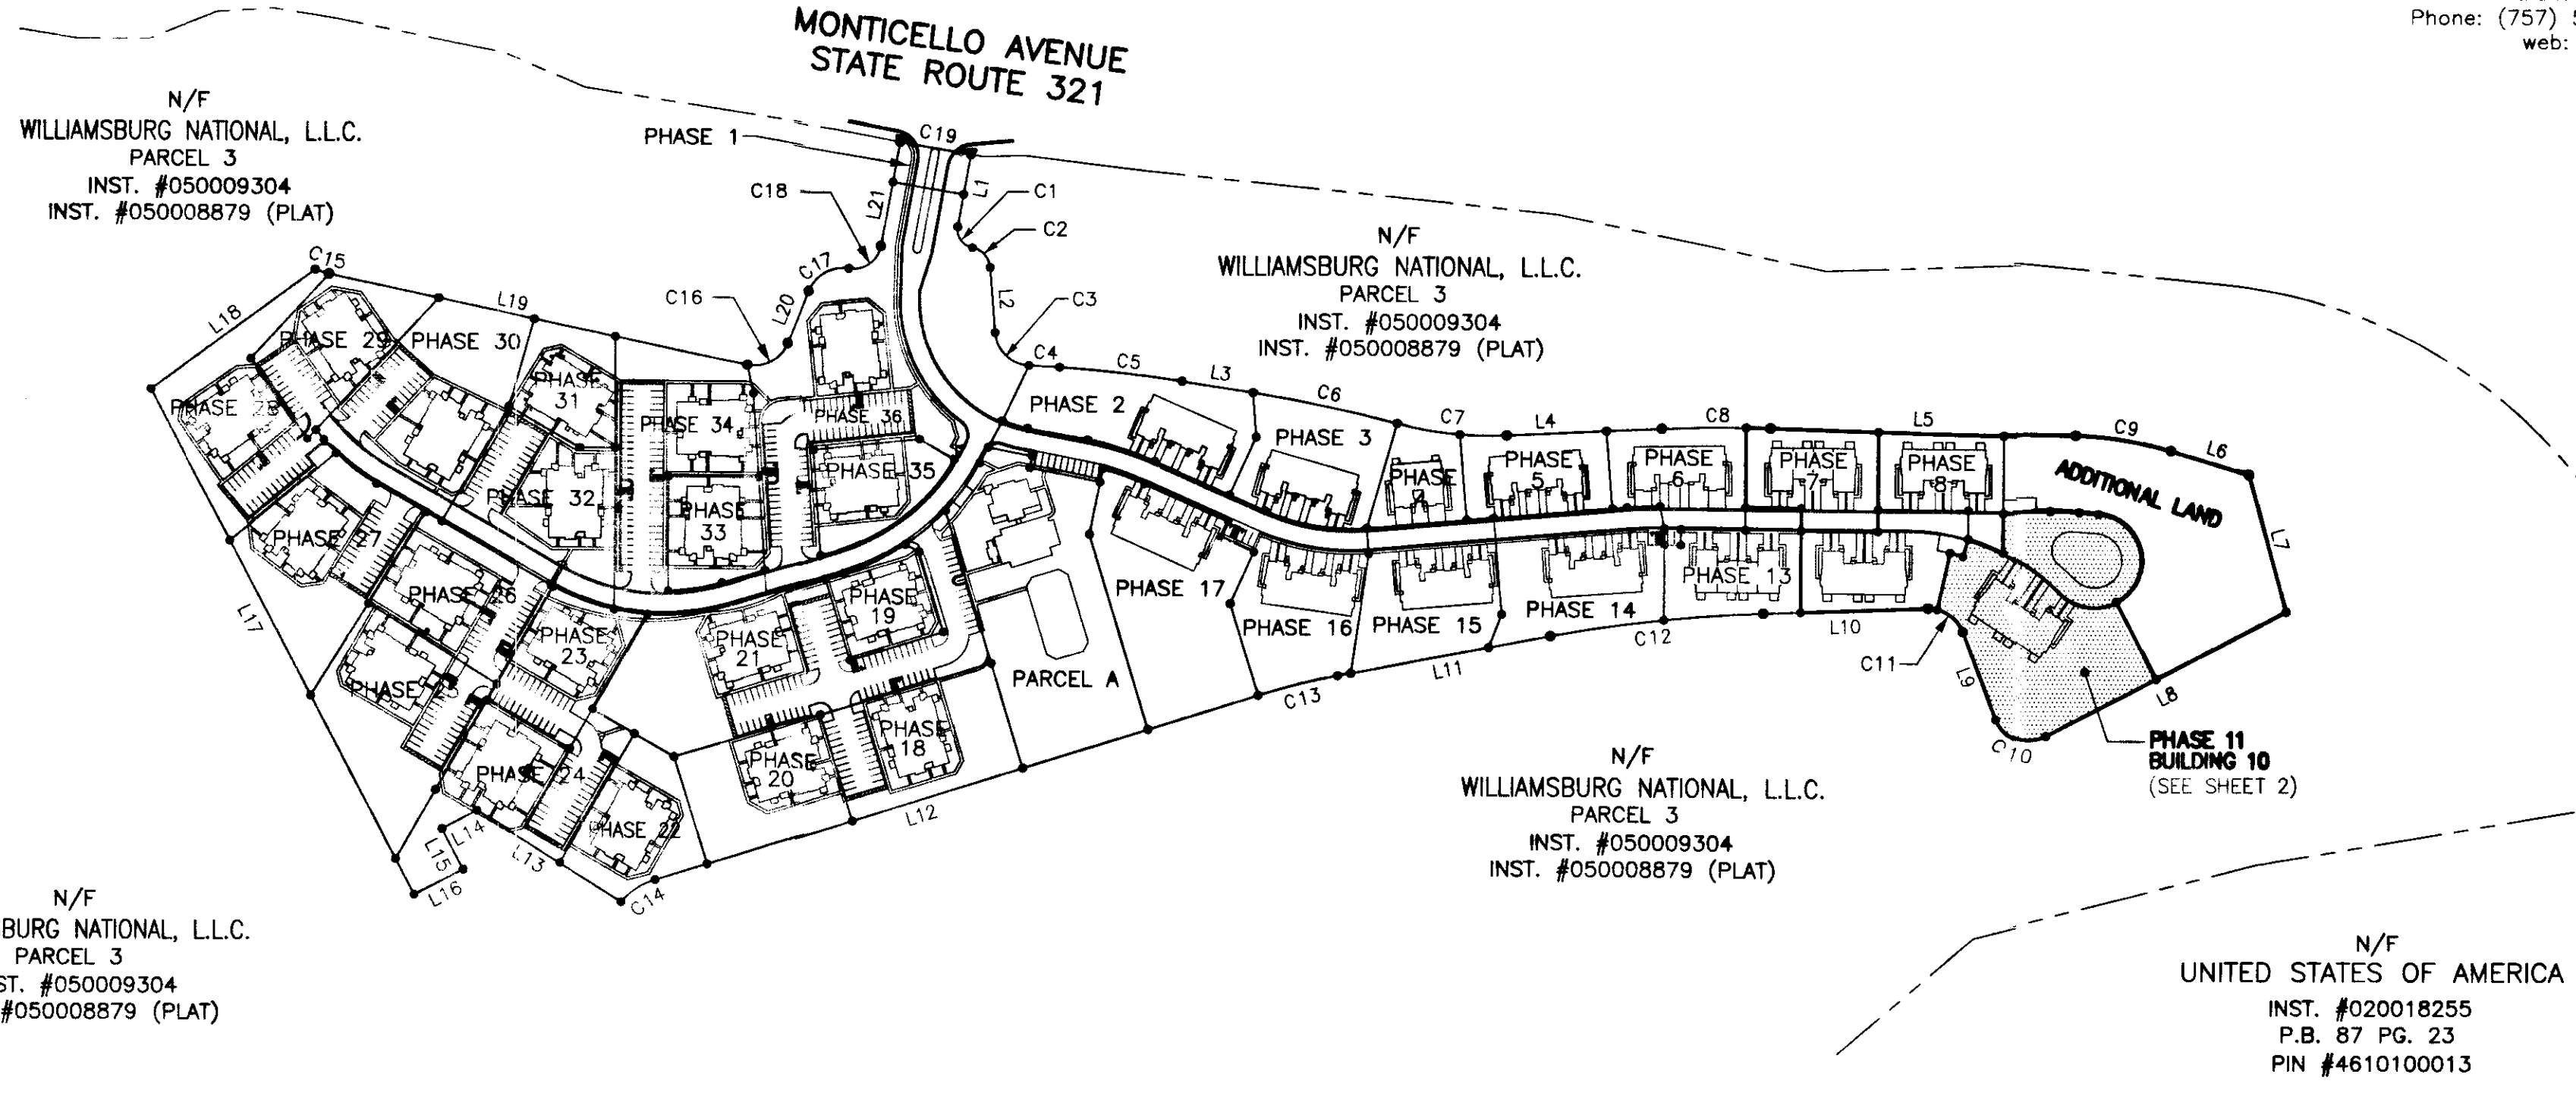 Phone: (757)
web:
MONTICELLO AVENUE
STATE ROUTE 321
N/F
WILLIAMSBURG NATIONAL, L.L.C.
PARCEL 3
INST. #050009304
INST. #050008879 (PLAT)
PHASE 1
C19
C18
L21
L1
C1
C2
C17
C16
L20
L2
C3
C15
L18
L19
N/F
WILLIAMSBURG NATIONAL, L.L.C.
PARCEL 3
INST. #050009304
INST. #050008879 (PLAT)
C4
C5
L3
C6
C7
L4
C8
L5
C9
L6
L7
ADDITIONAL LAND
PHASE 29
PHASE 30
PHASE
31
PHASE 34
PHASE 36
PHASE 35
PHASE 2
PHASE 3
PHASE
PHASE
5
PHASE
6
PHASE
7
PHASE
8
PHASE
PHASE 32
PHASE
33
PHASE 27
PHASE 26
PHASE
23
PHASE
PHASE 24
PHASE 22
PHASE
21
PHASE
19
PHASE
20
PHASE
18
PARCEL A
PHASE 17
PHASE 16
PHASE 15
PHASE 14
PHASE 13
L17
L14
L15
L16
L13
C14
L12
C13
L11
C12
L10
C11
L9
C10
L8
PHASE 11
BUILDING 10
(SEE SHEET 2)
N/F
WILLIAMSBURG NATIONAL, L.L.C.
PARCEL 3
INST. #050009304
INST. #050008879 (PLAT)
N/F
BURG NATIONAL, L.L.C.
PARCEL 3
ST. #050009304
#050008879 (PLAT)
N/F
UNITED STATES OF AMERICA
INST. #020018255
P.B. 87 PG. 23
PIN #4610100013